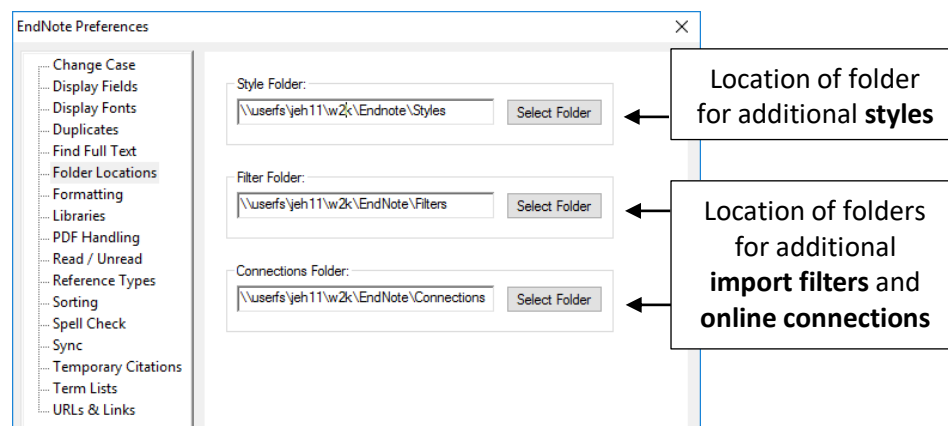 EndNote Preferences
Change Case
Display Fields
Display Fonts
Duplicates
Find Full Text
Folder Locations
Formatting
Libraries
PDF Handling
Read / Unread
Reference Types
Sorting
Spell Check
Sync
Temporary Citations
Term Lists
URLs & Links
Style Folder:
\\userfs\jeh11\w2k\Endnote\Styles
Select Folder
Filter Folder:
\\userfs\jeh11\w2k\EndNote\Filters
Select Folder
Connections Folder:
\\userfs\jeh11\w2k\EndNote\Connections
Select Folder
Location of folder
for additional styles
Location of folders
for additional
import filters and
online connections